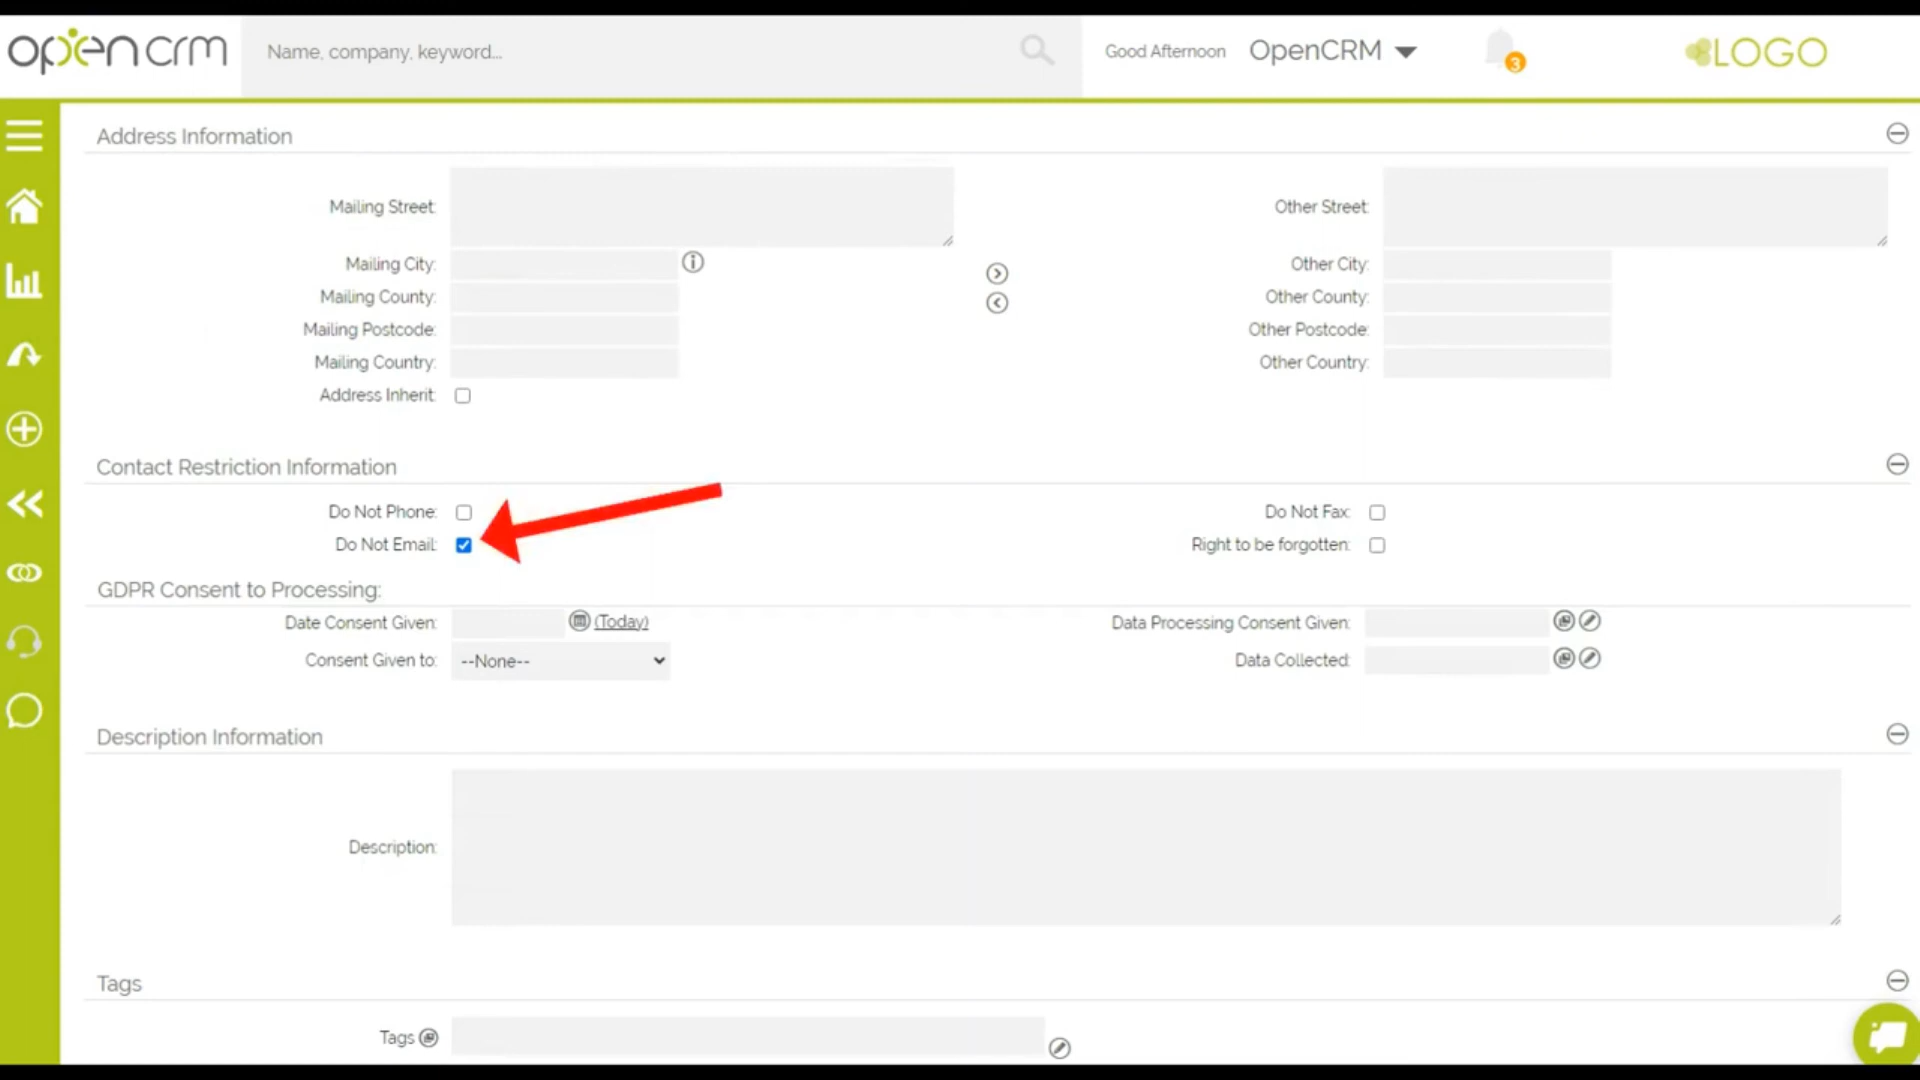 opencrm
Name, company, keyword...
Good Afternoon OpenCRM
3
LOGO
Address Information
Mailing Street:
Other Street:
Mailing City:
Other City:
Mailing County:
Other County:
Mailing Postcode:
Other Postcode:
Mailing Country:
Other Country:
Address Inherit:
Contact Restriction Information
Do Not Phone:
Do Not Fax:
Do Not Email:
Right to be forgotten:
GDPR Consent to Processing:
Date Consent Given:
(Today)
Data Processing Consent Given:
Consent Given to:
--None--
Data Collected:
Description Information
Description:
Tags
Tags